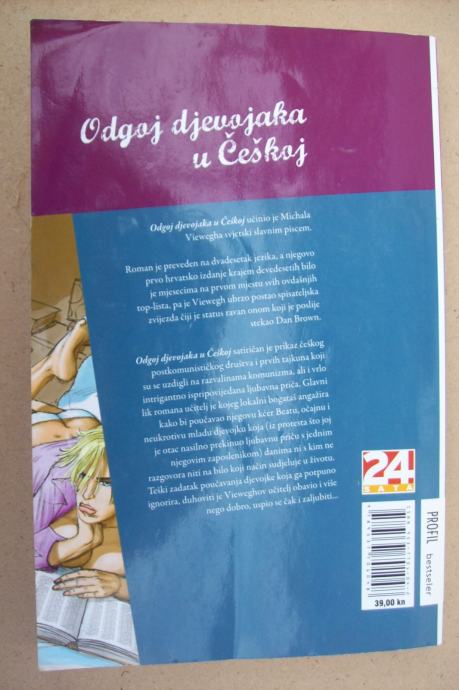 Odgoj djevojaka
u Češkoj
Odgoj djevojaka u Češkoj učinio je Michala
Viewegha svjetski slavnim piscem.
Roman je preveden na dvadesetak jezika, a njegovo
prvo hrvatsko izdanje krajem devedesetih bilo
je mjesecima na prvom mjestu svih ovdašnjih
top-lista, pa je Viewegh ubrzo postao spisateljska
zvijezda čiji je status ravan onom koji je poslije
stekao Dan Brown.
Odgoj djevojaka u Češkoj satiričan je prikaz češkog
postkomunističkog društva i prvih tajkuna koji
su se uzdigli na razvalinama komunizma, ali i vrlo
intrigantno ispripovijedana ljubavna priča. Glavni
lik romana učitelj je kojeg lokalni bogataš angažira
kako bi poučavao njegovu kćer Beatu, očajnu i
neukrotivu mladu djevojku koja (iz protesta što joj
je otac nasilno prekinuo ljubavnu priču s jednim
njegovim zaposlenikom) danima ni s kim ne
razgovora niti na bilo koji način sudjeluje u životu.
Teški zadatak poučavanja djevojke koja ga potpuno
ignorira, duhoviti je Vieweghov učitelj obavio i više
nego dobro, uspio se čak i zaljubiti...
24
SATA
39,00 kn
PROFIL bestseler